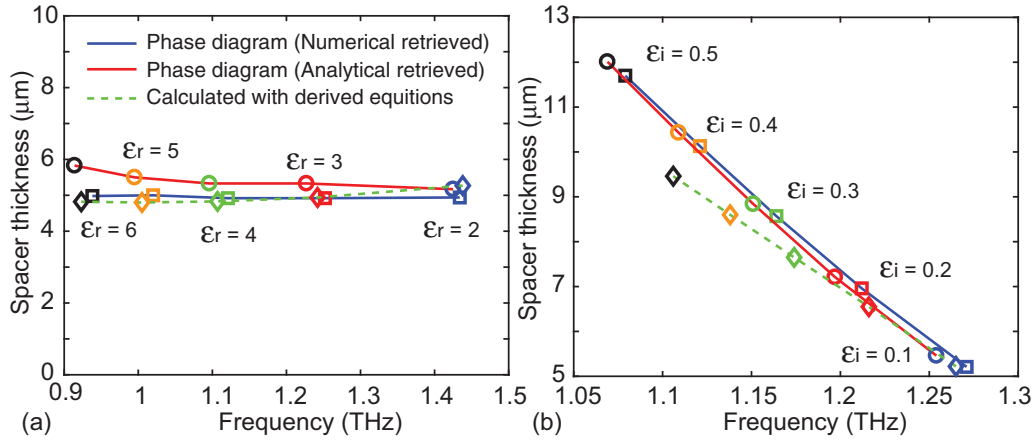 10
8
6
4
2
0
Spacer thickness (μm)
Phase diagram (Numerical retrieved)
Phase diagram (Analytical retrieved)
Calculated with derived equitions
εr = 5
εr = 3
εr = 6
εr = 4
εr = 2
0.9 1 1.1 1.2 1.3 1.4 1.5
(a) Frequency (THz)
13
11
9
7
5
Spacer thickness (μm)
εi = 0.5
εi = 0.4
εi = 0.3
εi = 0.2
εi = 0.1
1.05 1.1 1.15 1.2 1.25 1.3
(b) Frequency (THz)